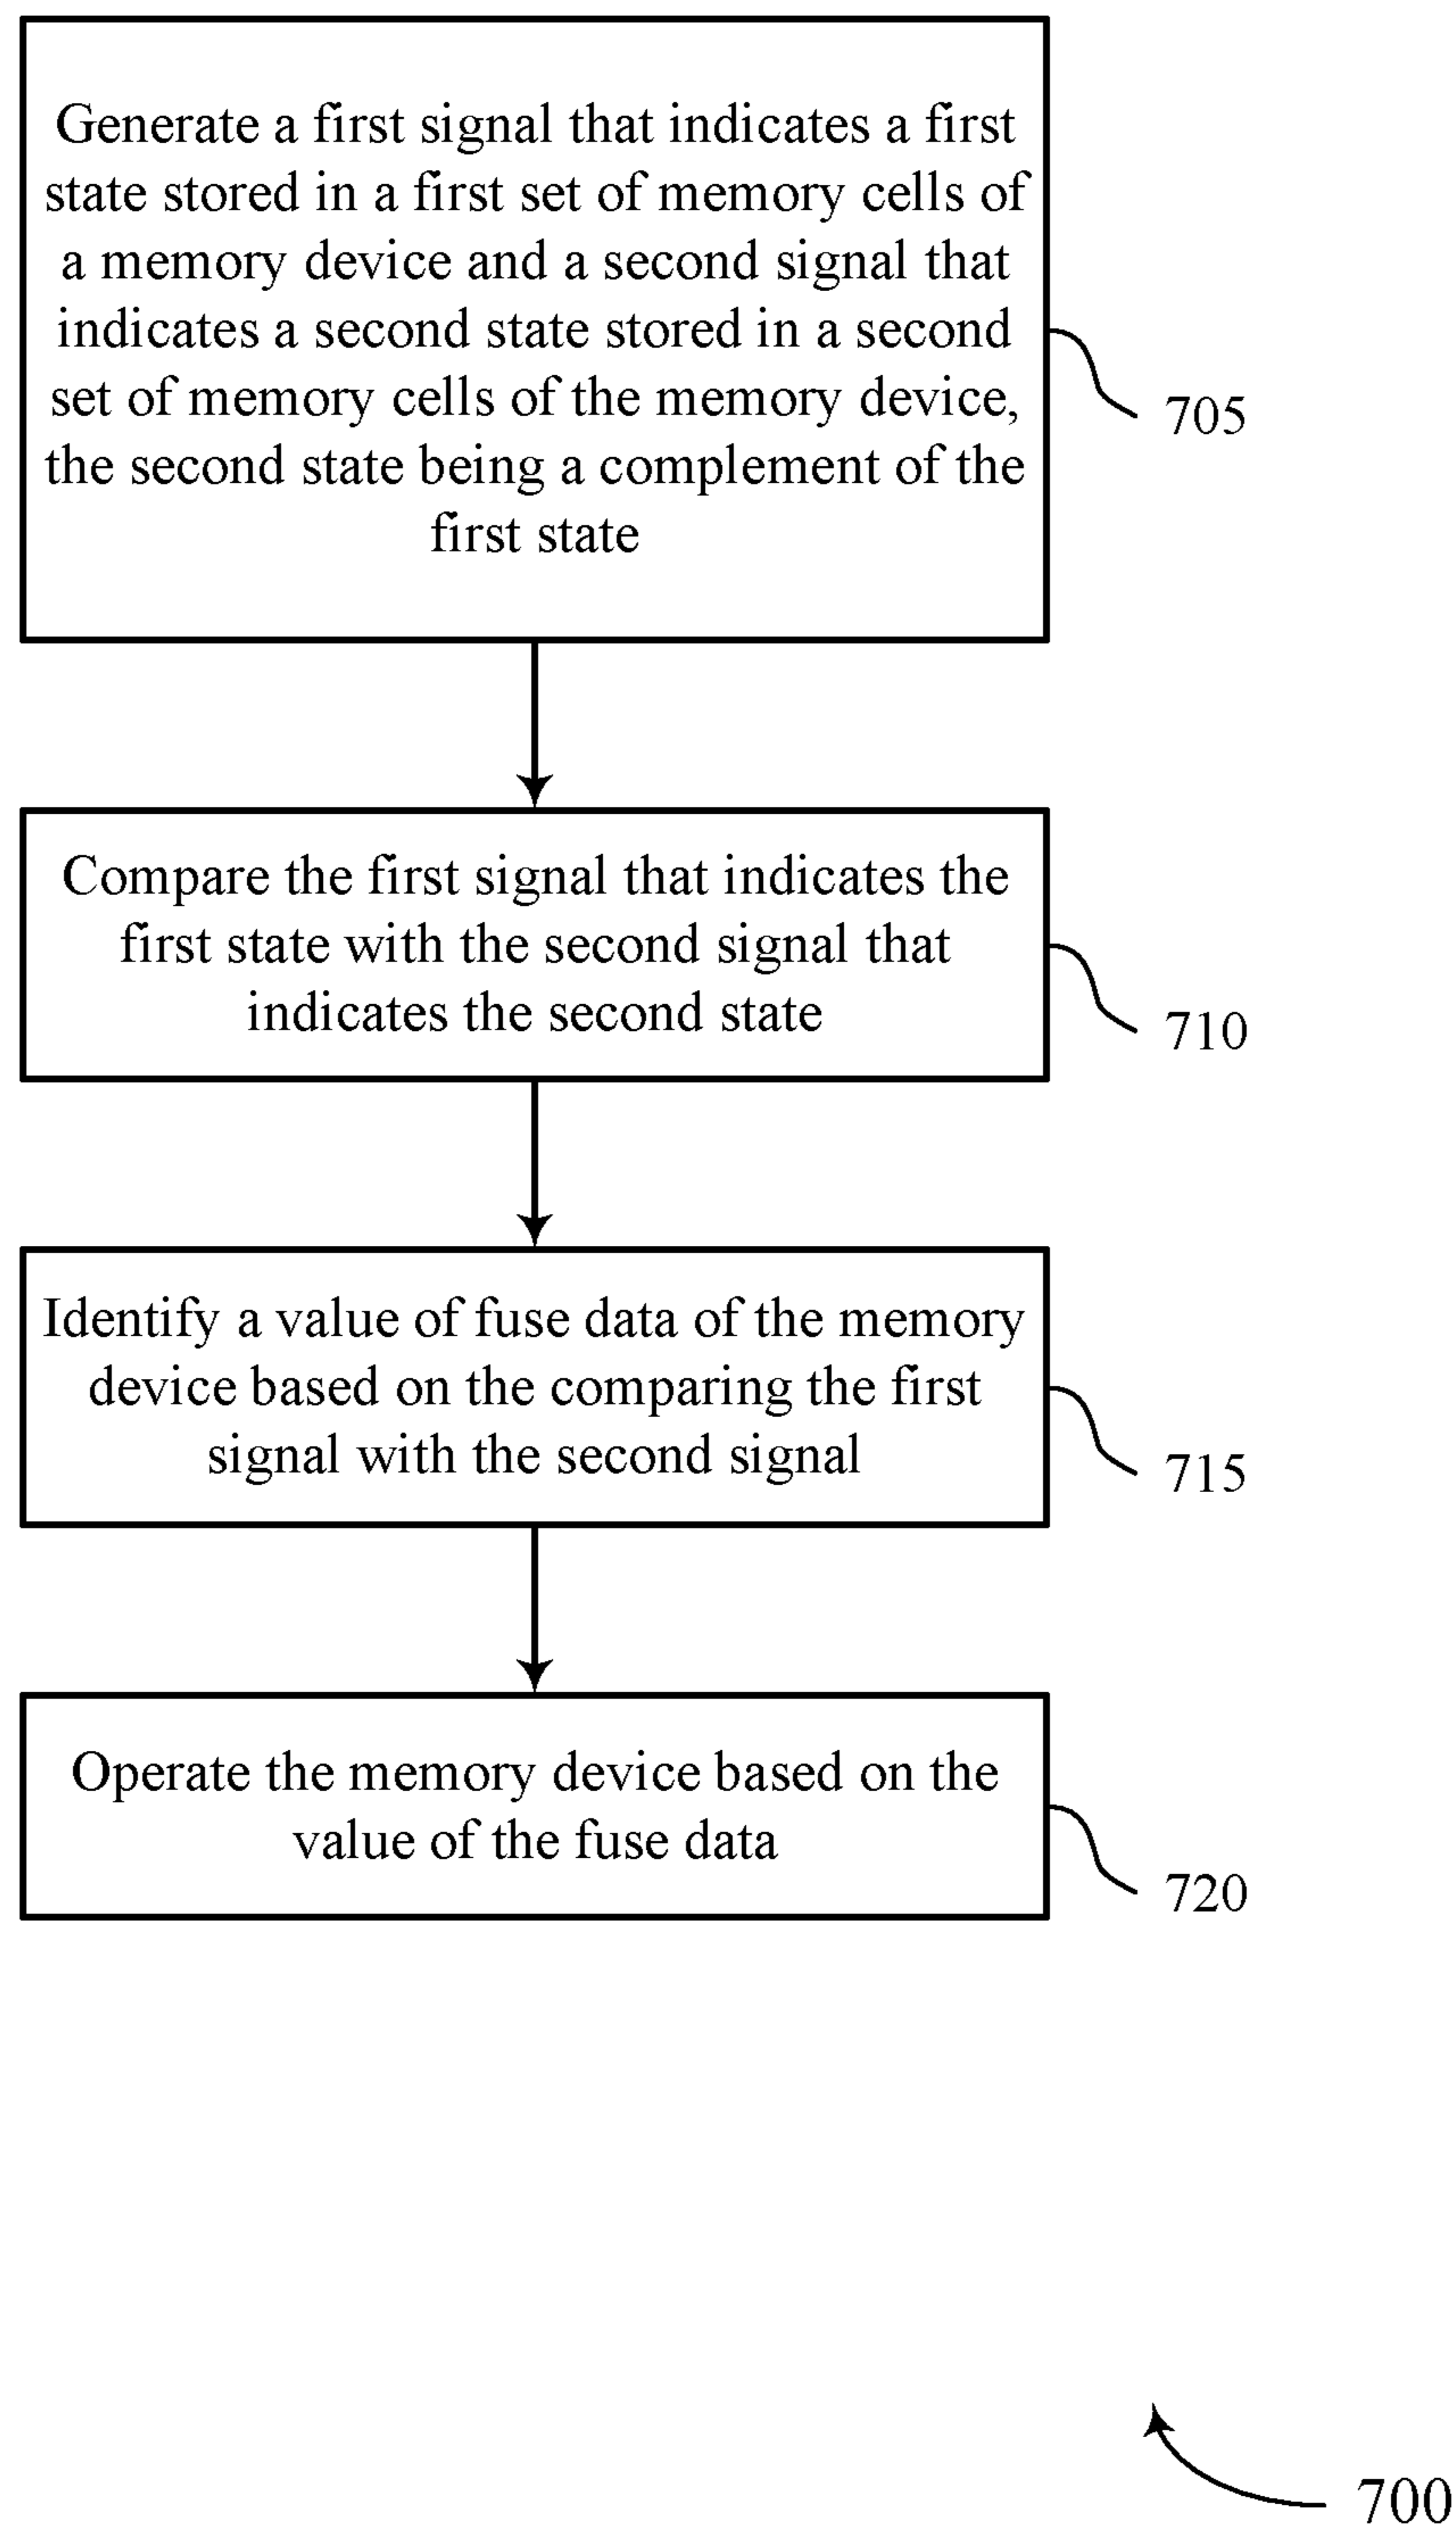 Generate a first signal that indicates a first
state stored in a first set of memory cells of
a memory device and a second signal that
indicates a second state stored in a second
set of memory cells of the memory device,
the second state being a complement of the
first state
705
Compare the first signal that indicates the
first state with the second signal that
indicates the second state
710
Identify a value of fuse data of the memory
device based on the comparing the first
signal with the second signal
715
Operate the memory device based on the
value of the fuse data
720
700